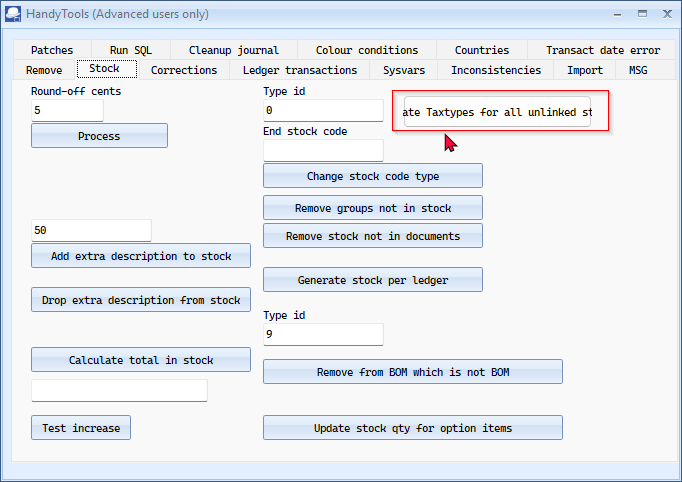 HandyTools (Advanced users only)
Patches Run SQL Cleanup journal Colour conditions Countries Transact date error
Remove Stock Corrections Ledger transactions Sysvars Inconsistencies Import MSG
Round-off cents
5
Process
Type id
0
ate Taxtypes for all unlinked st
End stock code
Change stock code type
Remove groups not in stock
50
Remove stock not in documents
Add extra description to stock
Generate stock per ledger
Drop extra description from stock
Type id
9
Calculate total in stock
Remove from BOM which is not BOM
Test increase
Update stock qty for option items